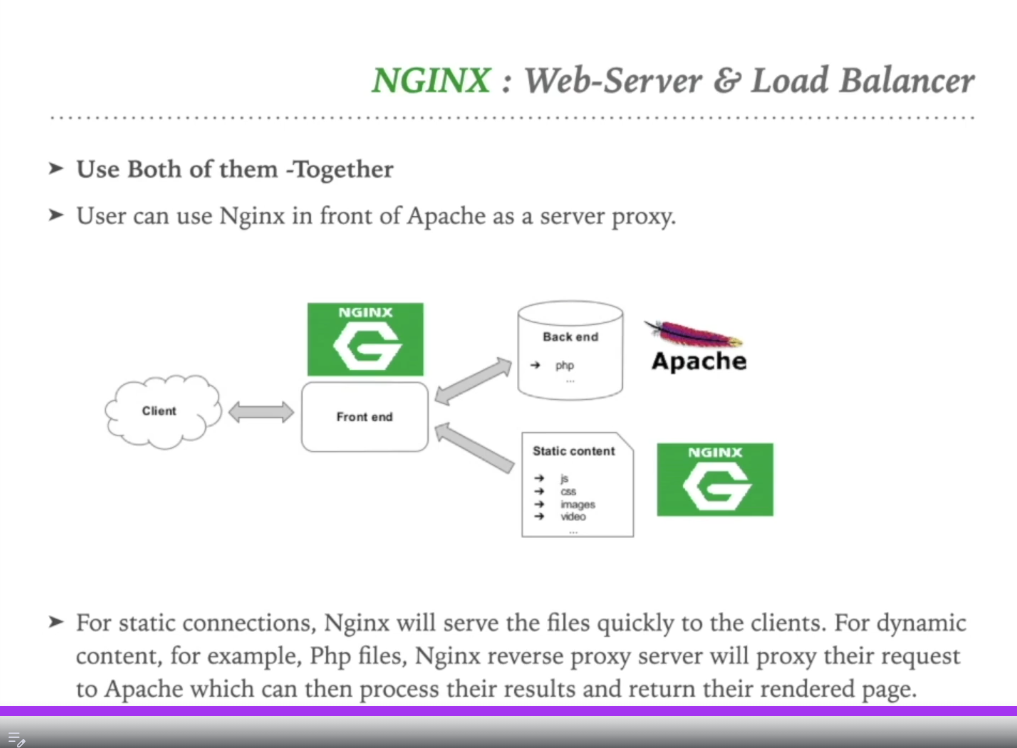 NGINX : Web-Server & Load Balancer
➤ Use Both of them -Together
➤ User can use Nginx in front of Apache as a server proxy.
NGINX
Client
Front end
Back end
➔ php
...
Apache
Static content
➔ js
➔ css
➔ images
➔ video
...
NGINX
➤ For static connections, Nginx will serve the files quickly to the clients. For dynamic
content, for example, Php files, Nginx reverse proxy server will proxy their request
to Apache which can then process their results and return their rendered page.